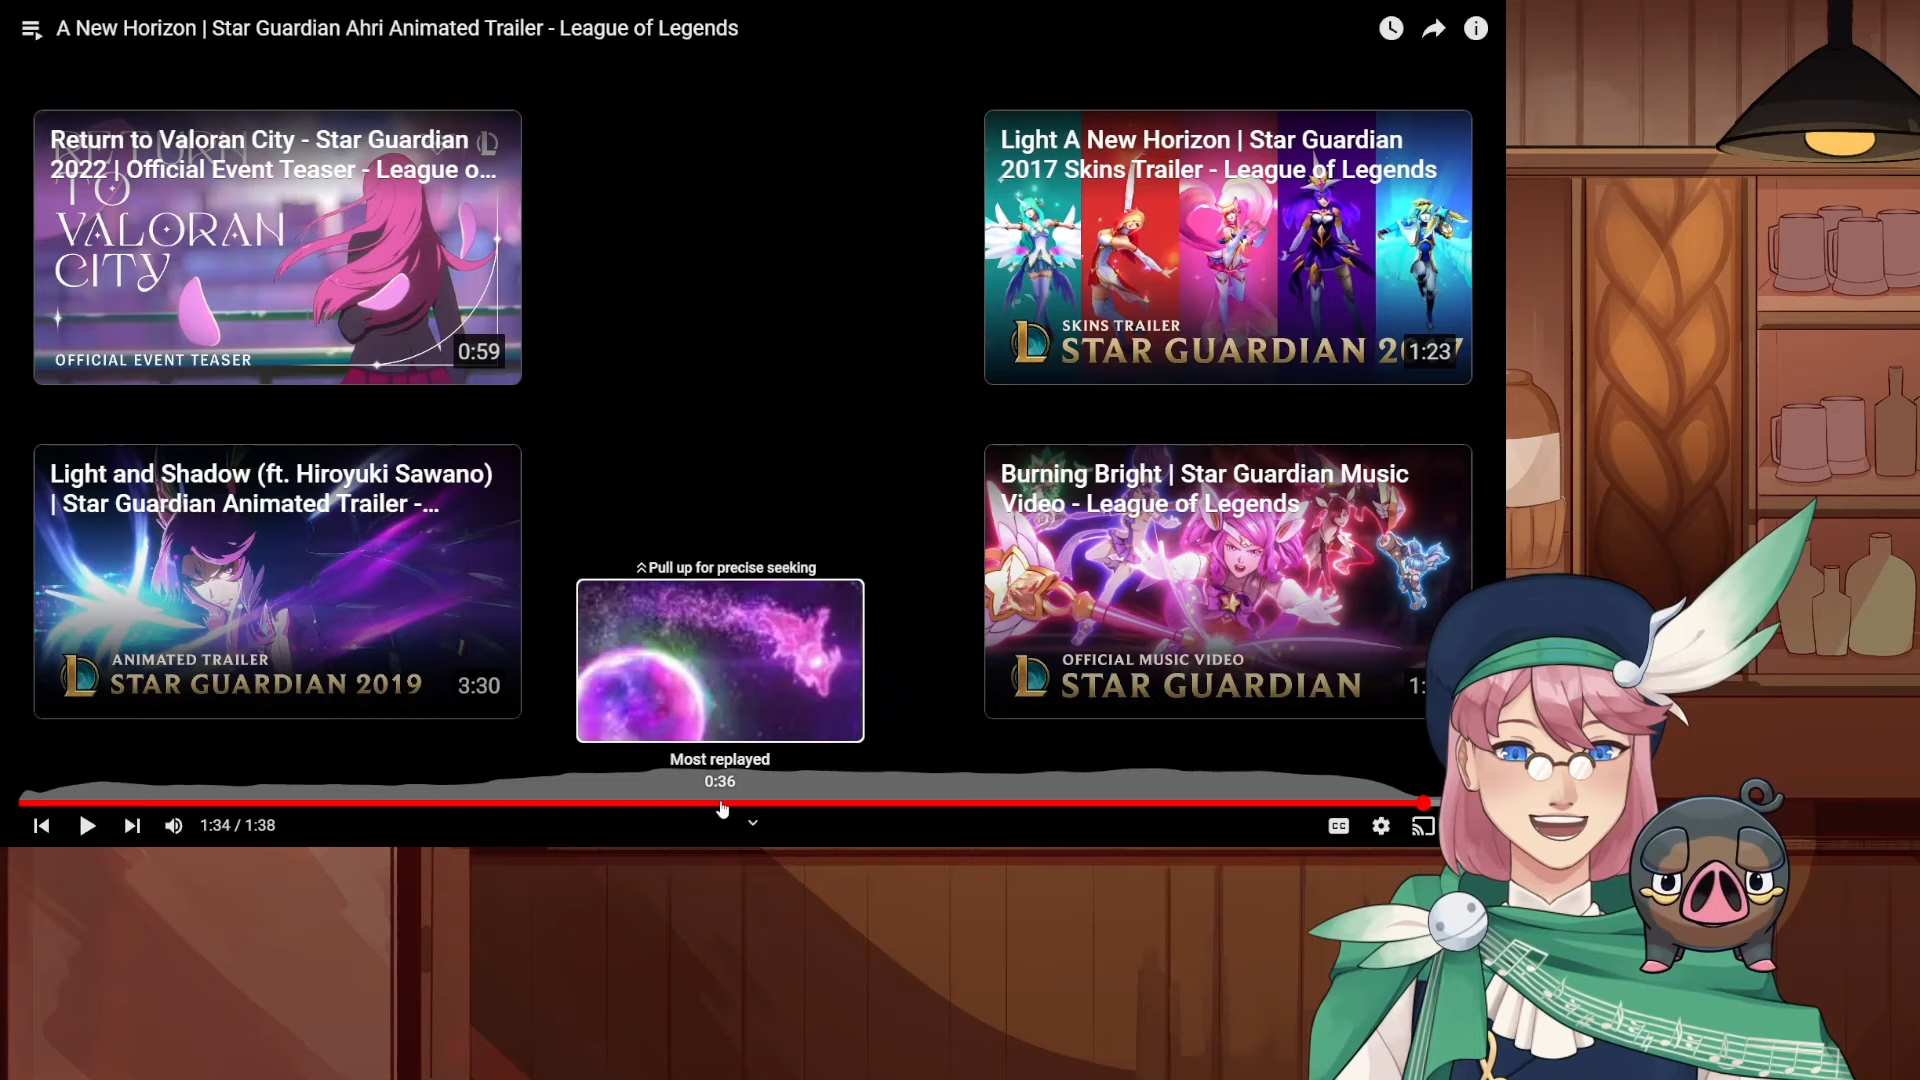 A New Horizon | Star Guardian Ahri Animated Trailer - League of Legends
Return to Valoran City - Star Guardian
2022 | Official Event Teaser - League o...
RETURN
TO
VALORAN
CITY
OFFICIAL EVENT TEASER
0:59
Light A New Horizon | Star Guardian
2017 Skins Trailer - League of Legends
SKINS TRAILER
STAR GUARDIAN 2017
1:23
Light and Shadow (ft. Hiroyuki Sawano)
| Star Guardian Animated Trailer -...
ANIMATED TRAILER
STAR GUARDIAN 2019
3:30
Burning Bright | Star Guardian Music
Video - League of Legends
OFFICIAL MUSIC VIDEO
STAR GUARDIAN
1:
Pull up for precise seeking
Most replayed
0:36
1:34 / 1:38
CC